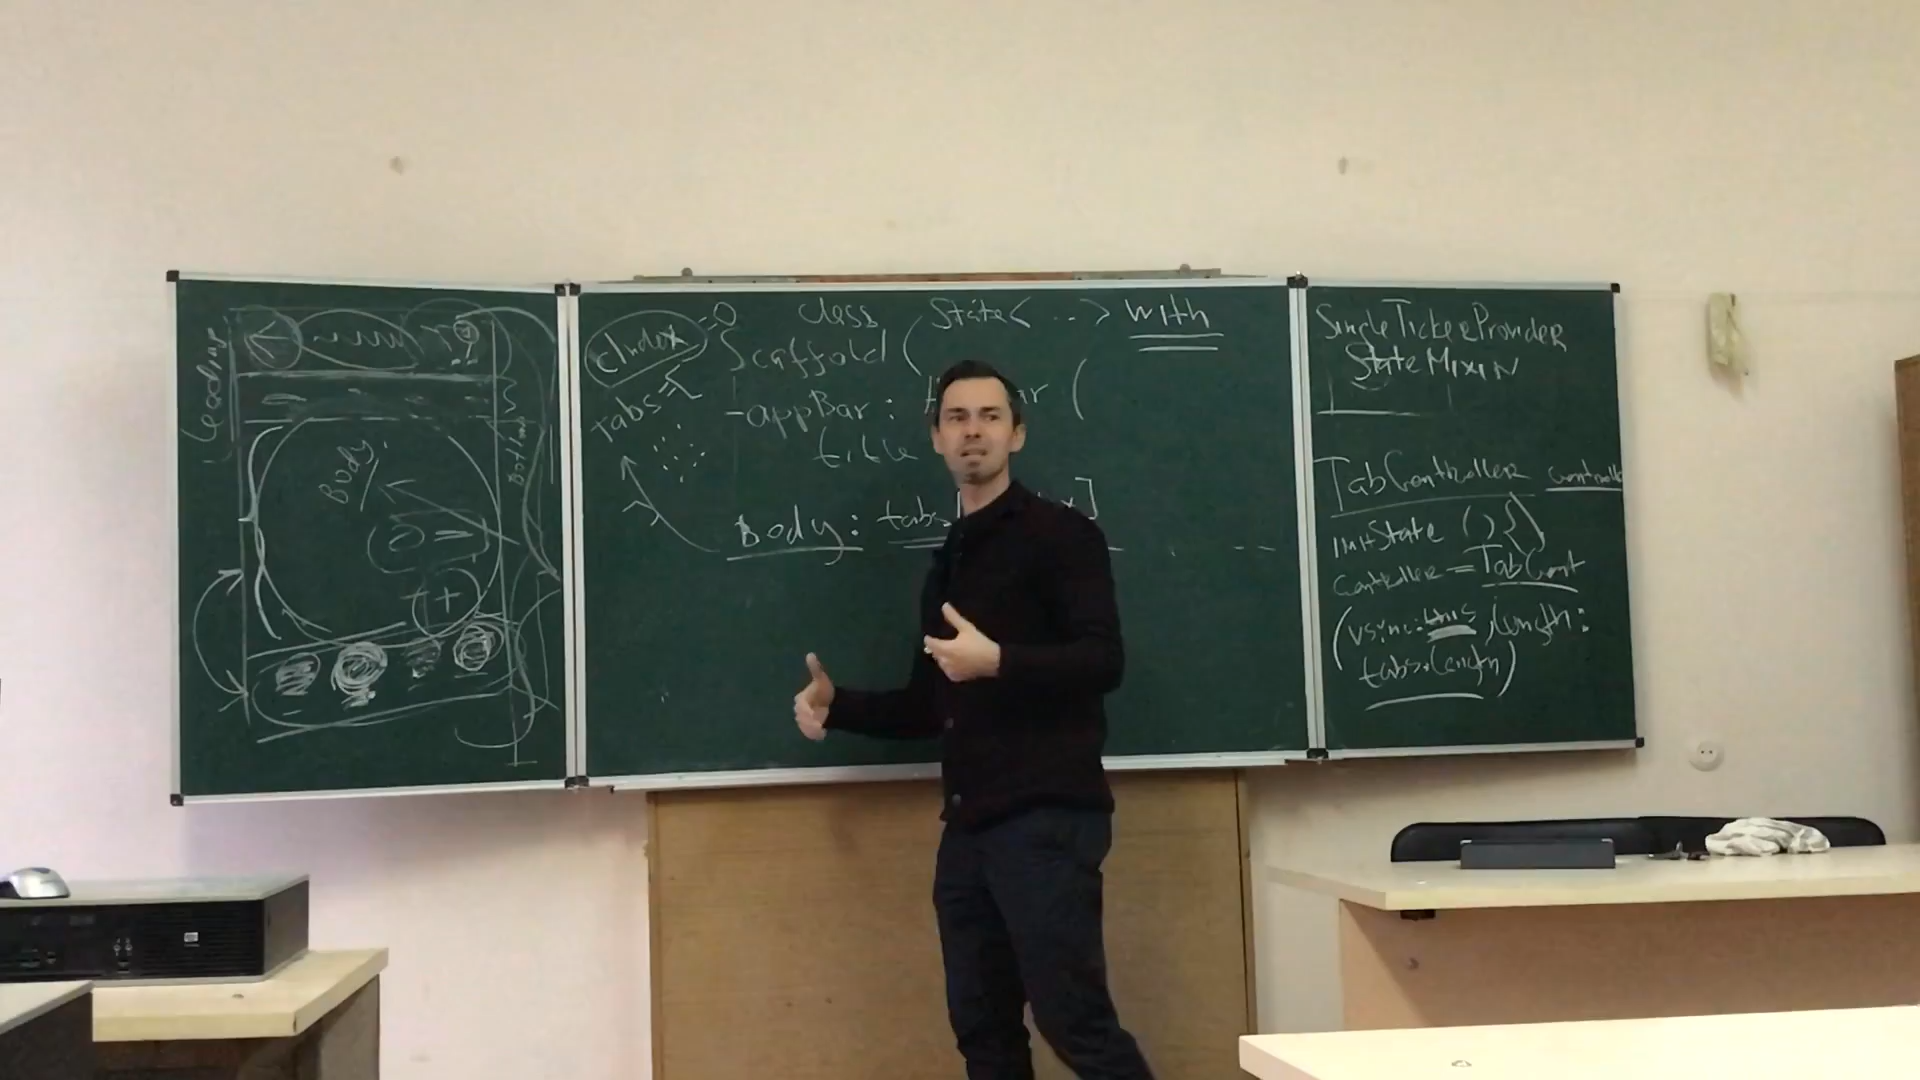 Leading
Body:
Bottom
cIndex = 0
tabs =
class State< ... > with
Scaffold (
- appBar : (
title
Body: tabs[ x]
SingleTickerProvider
StateMixin
TabController
initState () { }
controller = TabCont
(vsync: this, length:
tabs.length)